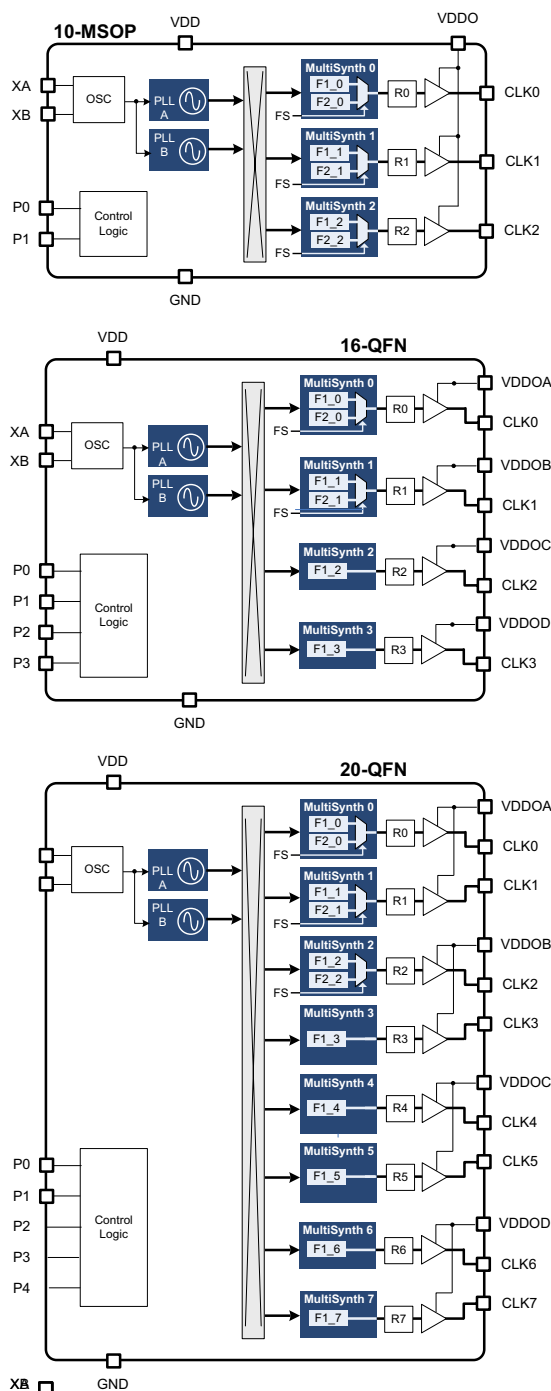 10-MSOP
VDD
VDDO
XA
XB
OSC
PLL
A
PLL
B
MultiSynth 0
F1_0
F2_0
FS
R0
CLK0
MultiSynth 1
F1_1
F2_1
FS
R1
CLK1
MultiSynth 2
F1_2
F2_2
FS
R2
CLK2
P0
P1
Control
Logic
GND
16-QFN
VDD
XA
XB
OSC
PLL
A
PLL
B
MultiSynth 0
F1_0
F2_0
FS
R0
VDDOA
CLK0
MultiSynth 1
F1_1
F2_1
FS
R1
VDDOB
CLK1
MultiSynth 2
F1_2
R2
VDDOC
CLK2
MultiSynth 3
F1_3
R3
VDDOD
CLK3
P0
P1
P2
P3
Control
Logic
GND
20-QFN
VDD
OSC
PLL
A
PLL
B
MultiSynth 0
F1_0
F2_0
FS
R0
VDDOA
CLK0
MultiSynth 1
F1_1
F2_1
FS
R1
CLK1
MultiSynth 2
F1_2
F2_2
FS
R2
VDDOB
CLK2
MultiSynth 3
F1_3
R3
CLK3
MultiSynth 4
F1_4
R4
VDDOC
CLK4
MultiSynth 5
F1_5
R5
CLK5
MultiSynth 6
F1_6
R6
VDDOD
CLK6
MultiSynth 7
F1_7
R7
CLK7
P0
P1
P2
P3
P4
Control
Logic
GND